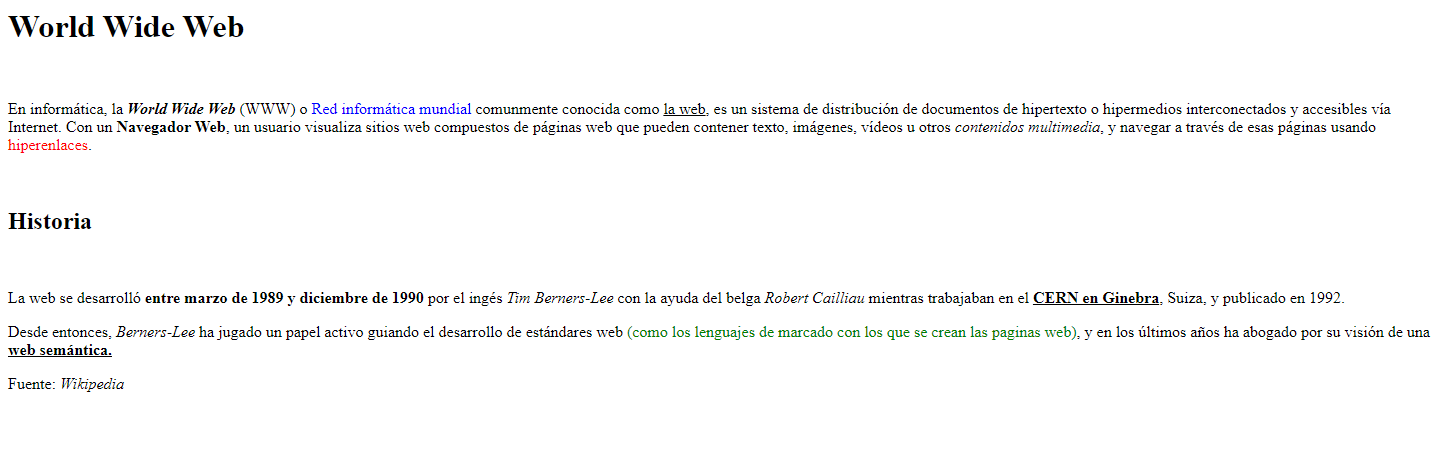 World Wide Web
En informática, la World Wide Web (WWW) o Red informática mundial comunmente conocida como la web, es un sistema de distribución de documentos de hipertexto o hipermedios interconectados y accesibles vía
Internet. Con un Navegador Web, un usuario visualiza sitios web compuestos de páginas web que pueden contener texto, imágenes, vídeos u otros contenidos multimedia, y navegar a través de esas páginas usando
hiperenlaces.
Historia
La web se desarrolló entre marzo de 1989 y diciembre de 1990 por el ingés Tim Berners-Lee con la ayuda del belga Robert Cailliau mientras trabajaban en el CERN en Ginebra, Suiza, y publicado en 1992.
Desde entonces, Berners-Lee ha jugado un papel activo guiando el desarrollo de estándares web (como los lenguajes de marcado con los que se crean las paginas web), y en los últimos años ha abogado por su visión de una
web semántica.
Fuente: Wikipedia